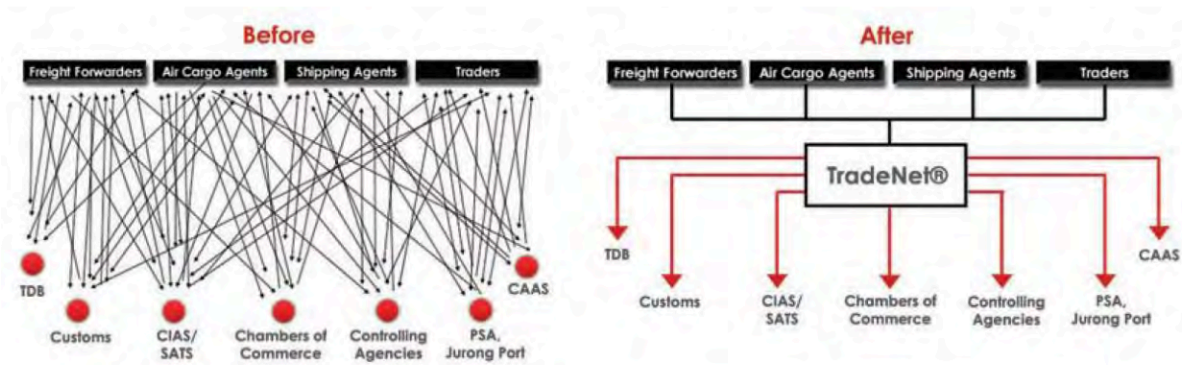 Before
Freight Forwarders Air Cargo Agents Shipping Agents Traders
TDB
CAAS
Customs
CIAS/
SATS
Chambers of
Commerce
Controlling
Agencies
PSA,
Jurong Port
After
Freight Forwarders Air Cargo Agents Shipping Agents Traders
TradeNet®
TDB
CAAS
Customs
CIAS/
SATS
Chambers of
Commerce
Controlling
Agencies
PSA,
Jurong Port